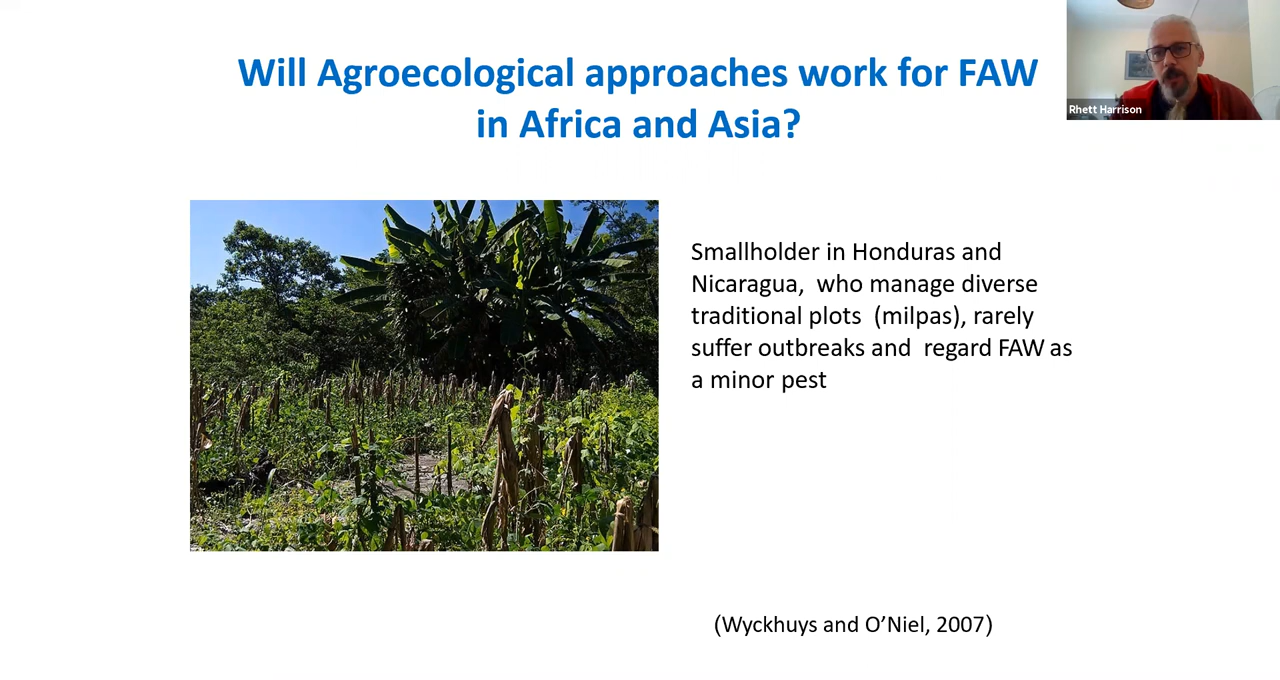 Will Agroecological approaches work for FAW
in Africa and Asia?
Rhett Harrison
Smallholder in Honduras and
Nicaragua,  who manage diverse
traditional plots  (milpas), rarely
suffer outbreaks and  regard FAW as
a minor pest
(Wyckhuys and O’Niel, 2007)